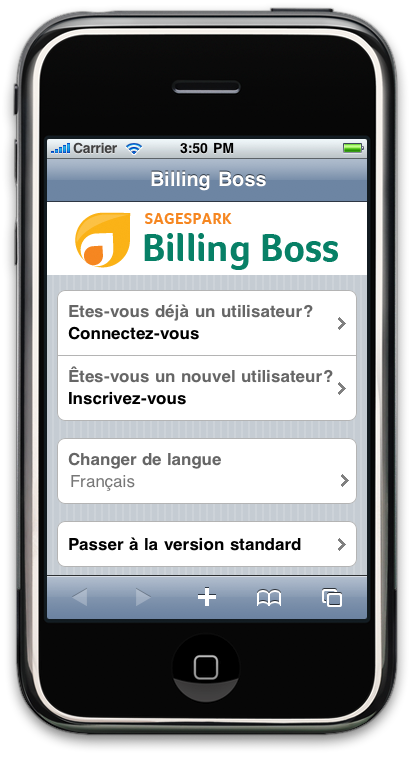 Carrier 3:50 PM
Billing Boss
SAGESPARK
Billing Boss
Etes-vous déjà un utilisateur?
Connectez-vous
Êtes-vous un nouvel utilisateur?
Inscrivez-vous
Changer de langue
Français
Passer à la version standard